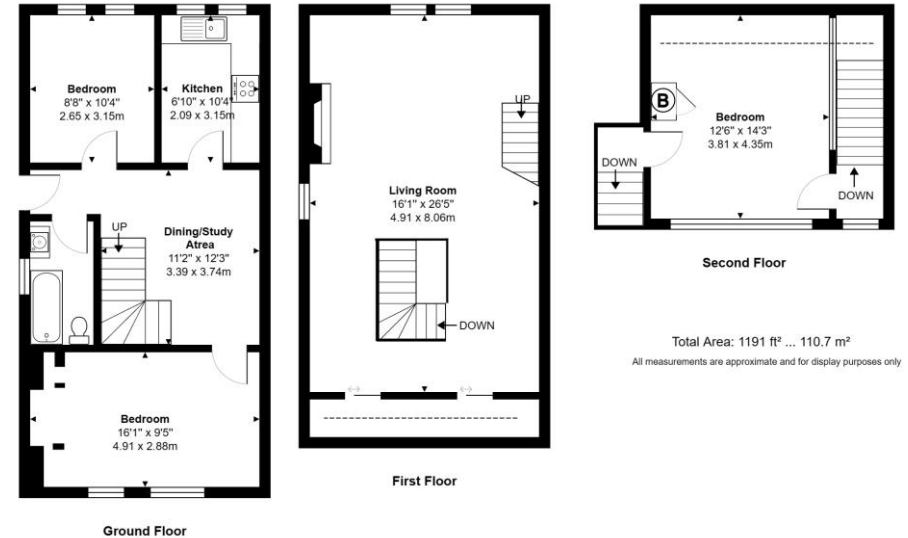 Bedroom
8'8" x 10'4"
2.65 x 3.15m
Kitchen
6'10" x 10'4"
2.09 x 3.15m
UP
Dining/Study
Atrea
11'2" x 12'3"
3.39 x 3.74m
Bedroom
16'1" x 9'5"
4.91 x 2.88m
Ground Floor
UP
Living Room
16'1" x 26'5"
4.91 x 8.06m
DOWN
First Floor
B
Bedroom
12'6" x 14'3"
3.81 x 4.35m
DOWN
DOWN
Second Floor
Total Area: 1191 ft² ... 110.7 m²
All measurements are approximate and for display purposes only